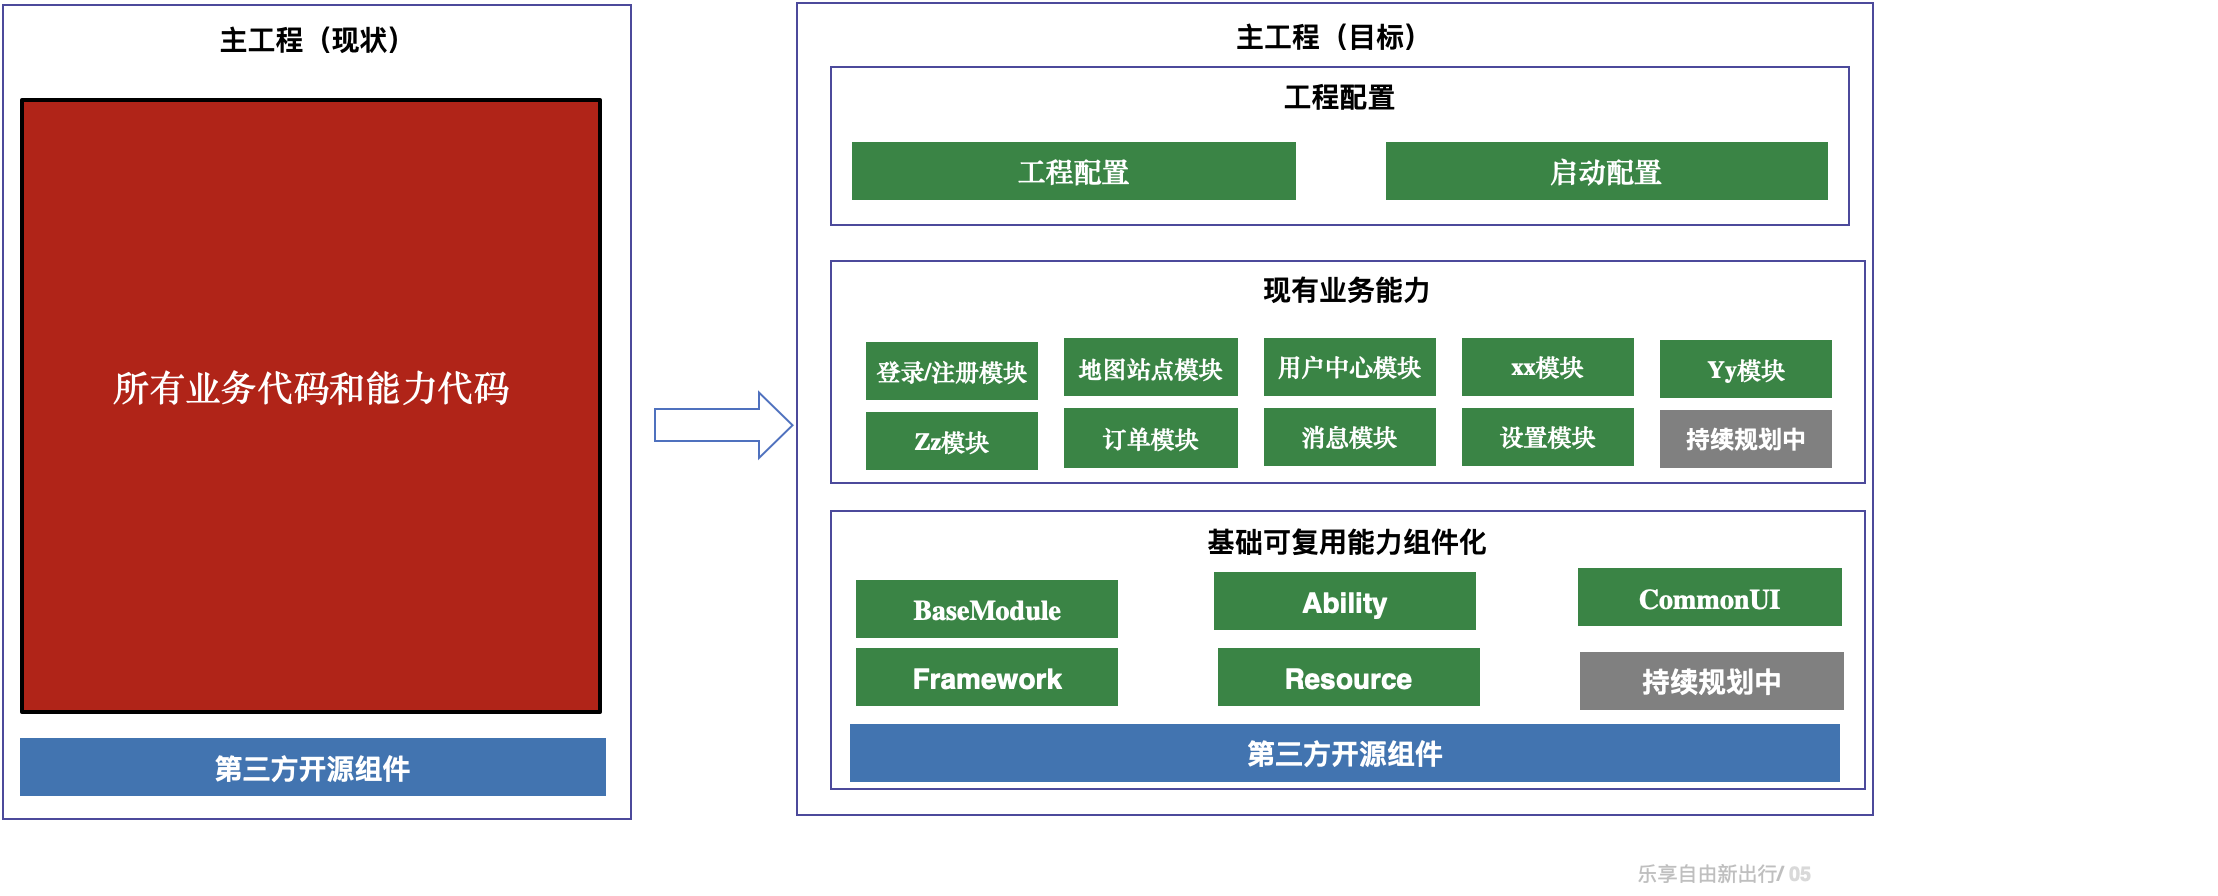 主工程（现状）
所有业务代码和能力代码
第三方开源组件
主工程（目标）
工程配置
工程配置
启动配置
现有业务能力
登录/注册模块
地图站点模块
用户中心模块
xx模块
Yy模块
Zz模块
订单模块
消息模块
设置模块
持续规划中
基础可复用能力组件化
BaseModule
Ability
CommonUI
Framework
Resource
持续规划中
第三方开源组件
乐享自由新出行/ 05